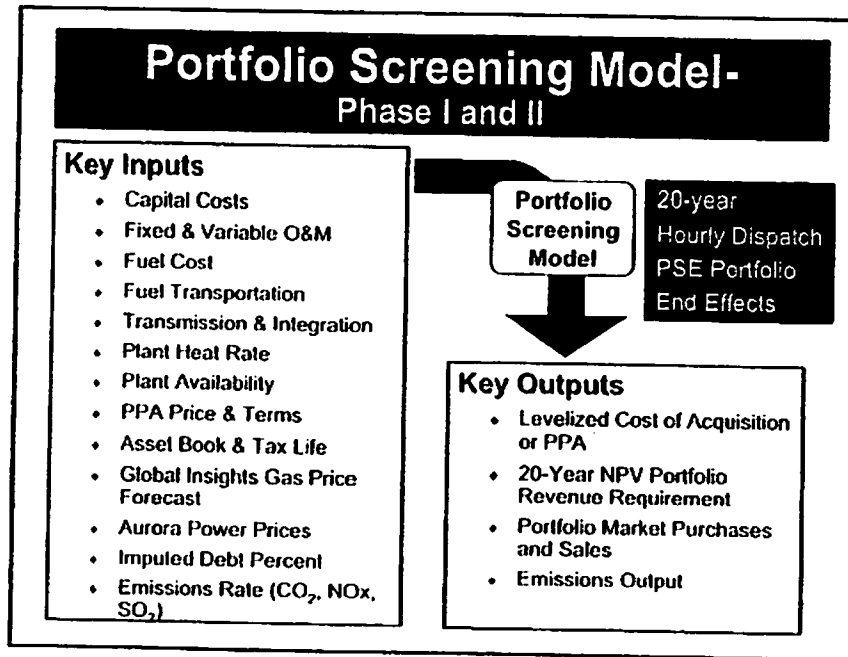 Portfolio Screening Model-
Phase I and II
Key Inputs
• Capital Costs
• Fixed & Variable O&M
• Fuel Cost
• Fuel Transportation
• Transmission & Integration
• Plant Heat Rate
• Plant Availability
• PPA Price & Terms
• Asset Book & Tax Life
• Global Insights Gas Price
Forecast
• Aurora Power Prices
• Imputed Debt Percent
• Emissions Rate (CO₂, NOx,
SO₂)
Portfolio
Screening
Model
20-year
Hourly Dispatch
PSE Portfolio
End Effects
Key Outputs
• Levelized Cost of Acquisition
or PPA
• 20-Year NPV Portfolio
Revenue Requirement
• Portfolio Market Purchases
and Sales
• Emissions Output